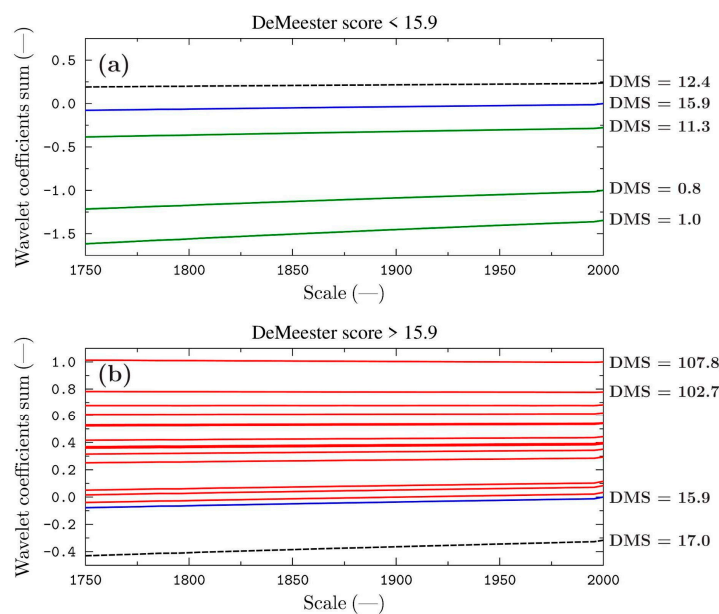 DeMeester score < 15.9
(a)
Wavelet coefficients sum (—)
0.5
0.0
−0.5
−1.0
−1.5
DMS = 12.4
DMS = 15.9
DMS = 11.3
DMS = 0.8
DMS = 1.0
1750 1800 1850 1900 1950 2000
Scale (—)
DeMeester score > 15.9
(b)
Wavelet coefficients sum (—)
1.0
0.8
0.6
0.4
0.2
0.0
−0.2
−0.4
DMS = 107.8
DMS = 102.7
DMS = 15.9
DMS = 17.0
1750 1800 1850 1900 1950 2000
Scale (—)